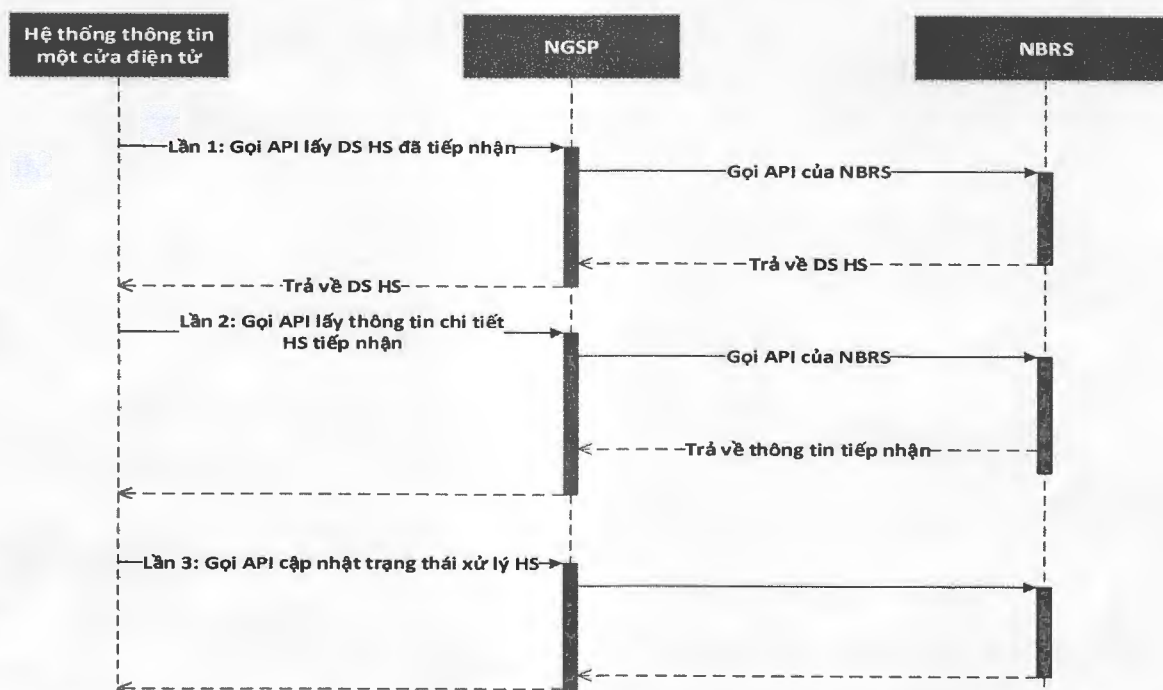 Hệ thống thông tin
một cửa điện tử
NGSP
NBRS
Lần 1: Gọi API lấy DS HS đã tiếp nhận
Gọi API của NBRS
Trả về DS HS
Trả về DS HS
Lần 2: Gọi API lấy thông tin chi tiết
HS tiếp nhận
Gọi API của NBRS
Trả về thông tin tiếp nhận
Lần 3: Gọi API cập nhật trạng thái xử lý HS